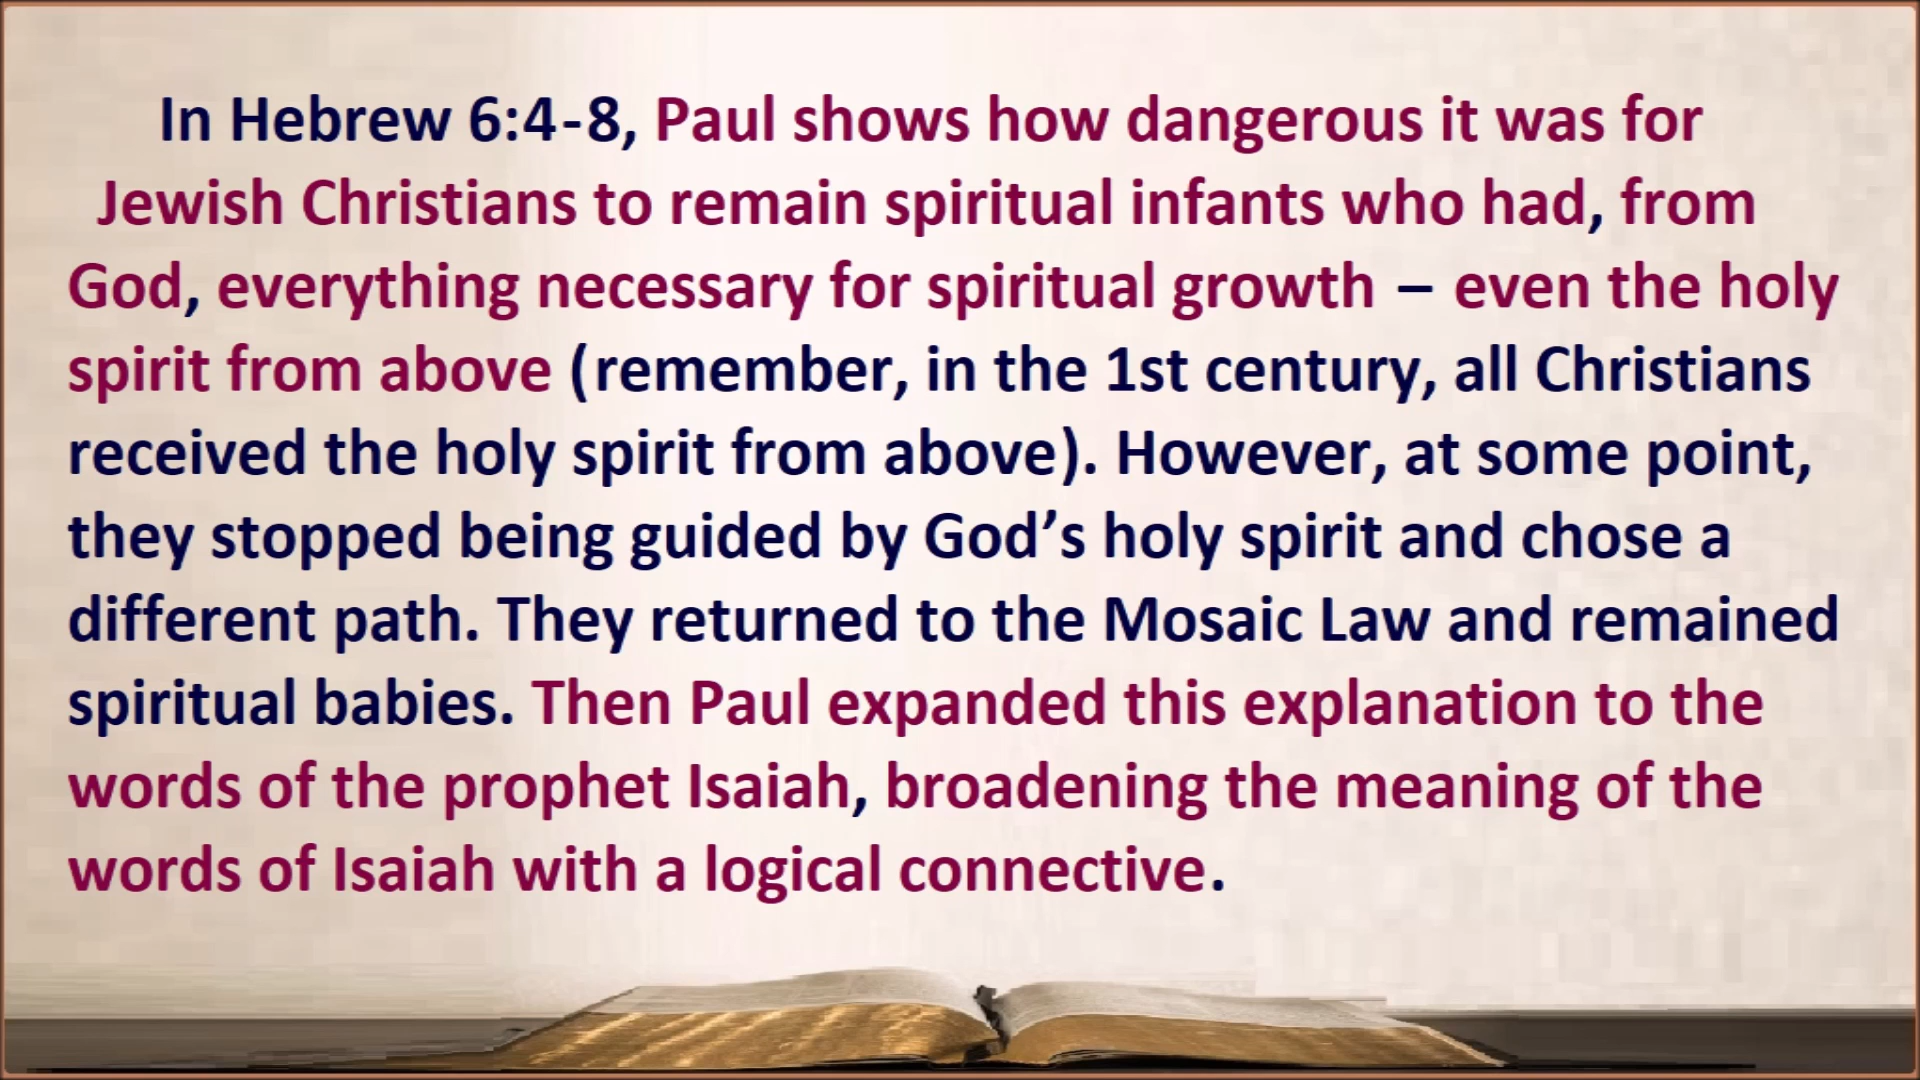 In Hebrew 6:4-8, Paul shows how dangerous it was for
Jewish Christians to remain spiritual infants who had, from
God, everything necessary for spiritual growth – even the holy
spirit from above (remember, in the 1st century, all Christians
received the holy spirit from above). However, at some point,
they stopped being guided by God’s holy spirit and chose a
different path. They returned to the Mosaic Law and remained
spiritual babies. Then Paul expanded this explanation to the
words of the prophet Isaiah, broadening the meaning of the
words of Isaiah with a logical connective.